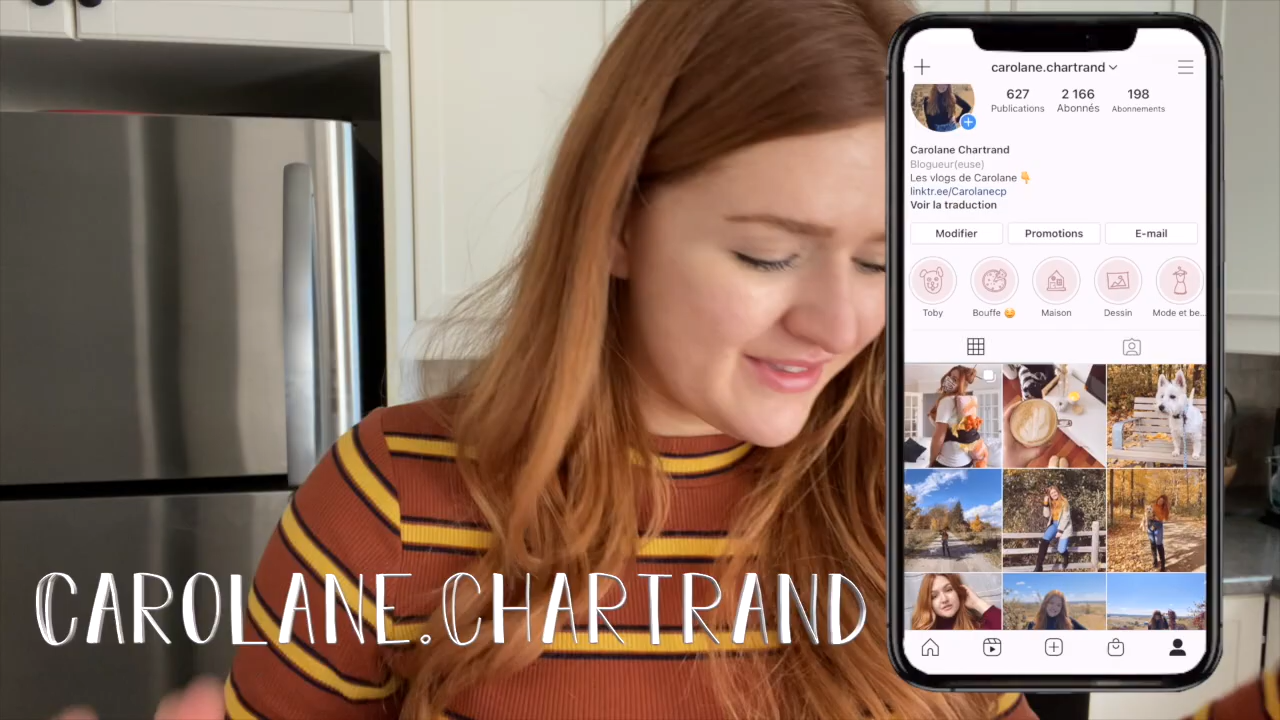 carolane.chartrand
627 2 166 198
Publications Abonnés Abonnements
Carolane Chartrand
Blogueur(euse)
Les vlogs de Carolane 👇
linktr.ee/Carolanecp
Voir la traduction
Modifier Promotions E-mail
Toby Bouffe 😊 Maison Dessin Mode et be...
CAROLANE.CHARTRAND